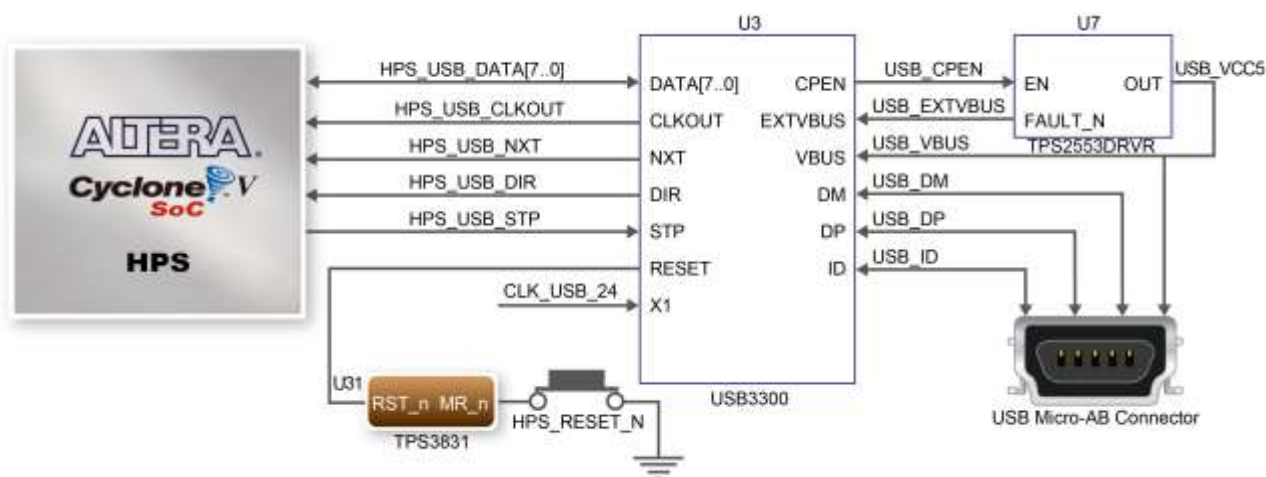 U3
U7
HPS_USB_DATA[7..0]
DATA[7..0]
CPEN
USB_CPEN
EN
OUT
USB_VCC5
HPS_USB_CLKOUT
CLKOUT
EXTVBUS
USB_EXTVBUS
FAULT_N
ALTERA.
HPS_USB_NXT
NXT
VBUS
USB_VBUS
TPS2553DRVR
Cyclone V
SoC
HPS_USB_DIR
DIR
DM
USB_DM
HPS_USB_STP
STP
DP
USB_DP
HPS
RESET
ID
USB_ID
CLK_USB_24
X1
U31
RST_n MR_n
HPS_RESET_N
TPS3831
USB3300
USB Micro-AB Connector